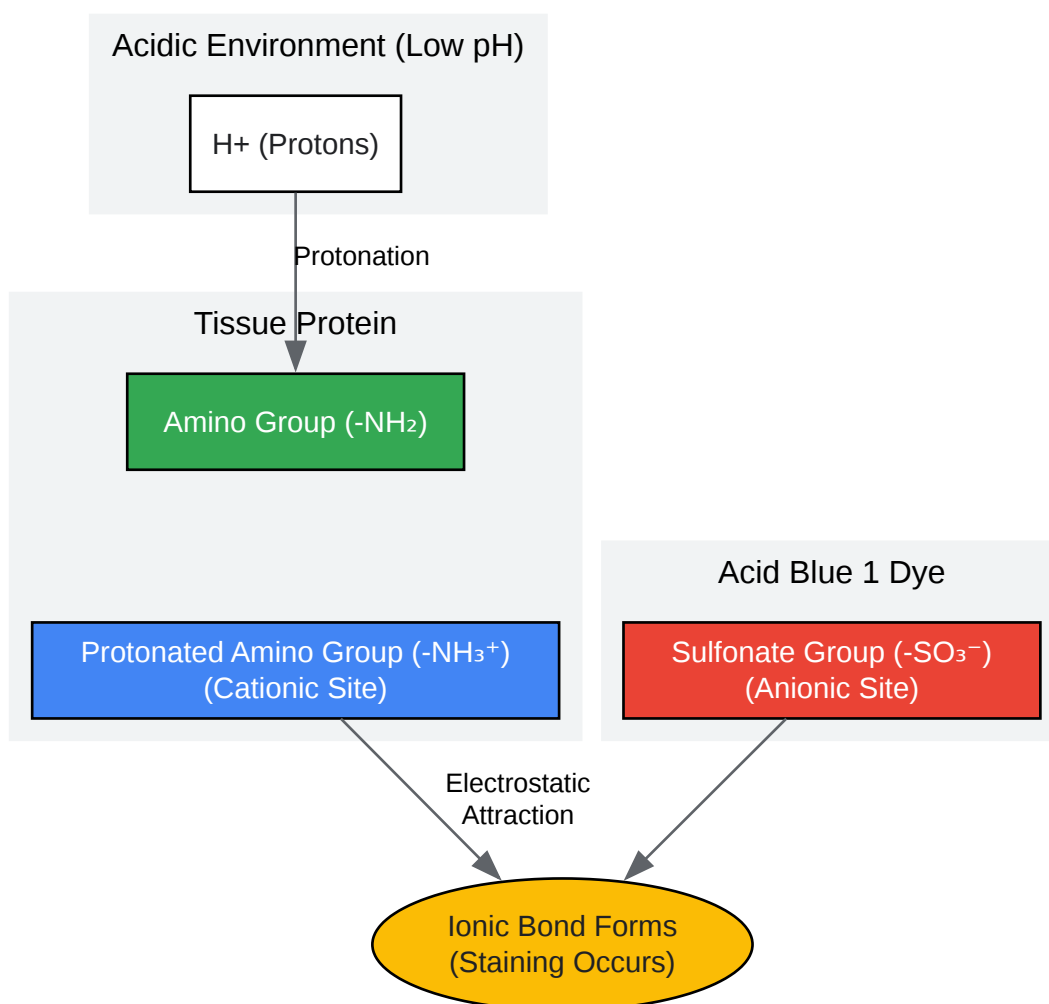 Acidic Environment (Low pH)
H+ (Protons)
Protonation
Tissue Protein
Amino Group (-NH₂)
Protonated Amino Group (-NH₃⁺)
(Cationic Site)
Acid Blue 1 Dye
Sulfonate Group (-SO₃⁻)
(Anionic Site)
Electrostatic
Attraction
Ionic Bond Forms
(Staining Occurs)